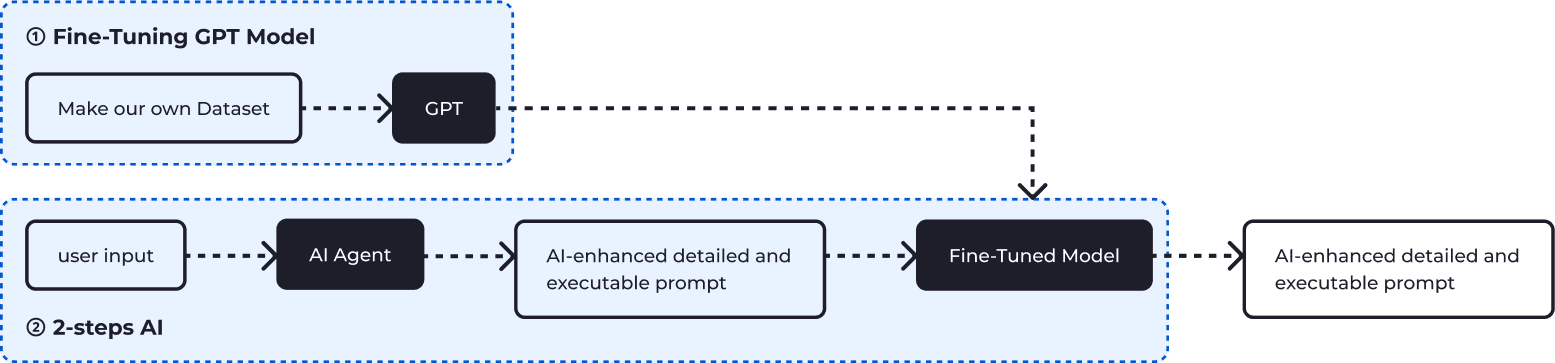 ① Fine-Tuning GPT Model
Make our own Dataset
GPT
user input
AI Agent
AI-enhanced detailed and
executable prompt
Fine-Tuned Model
AI-enhanced detailed and
executable prompt
② 2-steps AI